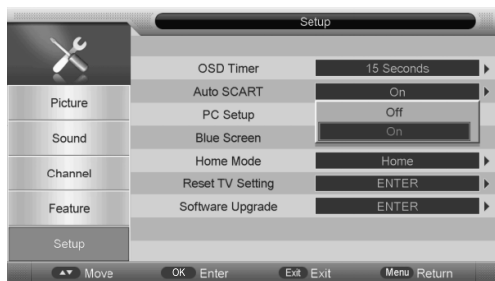 Setup
OSD Timer 15 Seconds
Auto SCART On
Picture
PC Setup Off
Sound
Blue Screen On
Home Mode Home
Channel
Reset TV Setting ENTER
Feature
Software Upgrade ENTER
Setup
Move OK Enter Exit Exit Menu Return